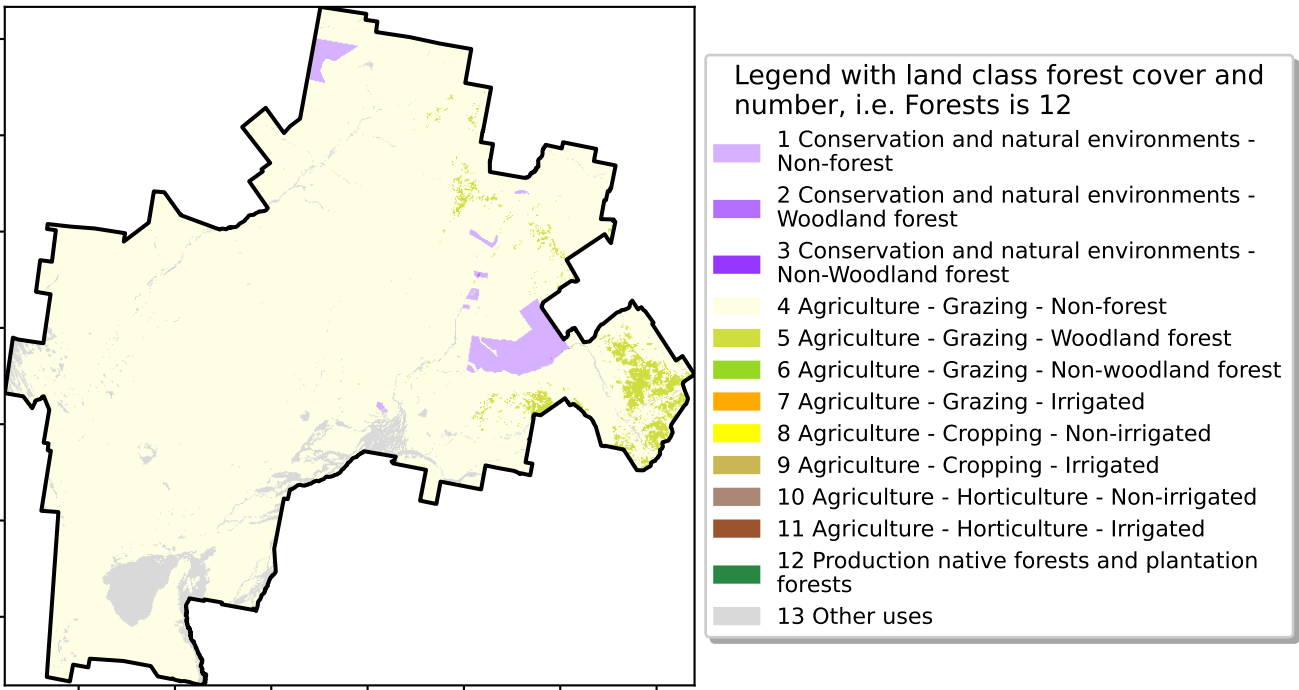 Legend with land class forest cover and
number, i.e. Forests is 12
1 Conservation and natural environments -
Non-forest
2 Conservation and natural environments -
Woodland forest
3 Conservation and natural environments -
Non-Woodland forest
4 Agriculture - Grazing - Non-forest
5 Agriculture - Grazing - Woodland forest
6 Agriculture - Grazing - Non-woodland forest
7 Agriculture - Grazing - Irrigated
8 Agriculture - Cropping - Non-irrigated
9 Agriculture - Cropping - Irrigated
10 Agriculture - Horticulture - Non-irrigated
11 Agriculture - Horticulture - Irrigated
12 Production native forests and plantation
forests
13 Other uses